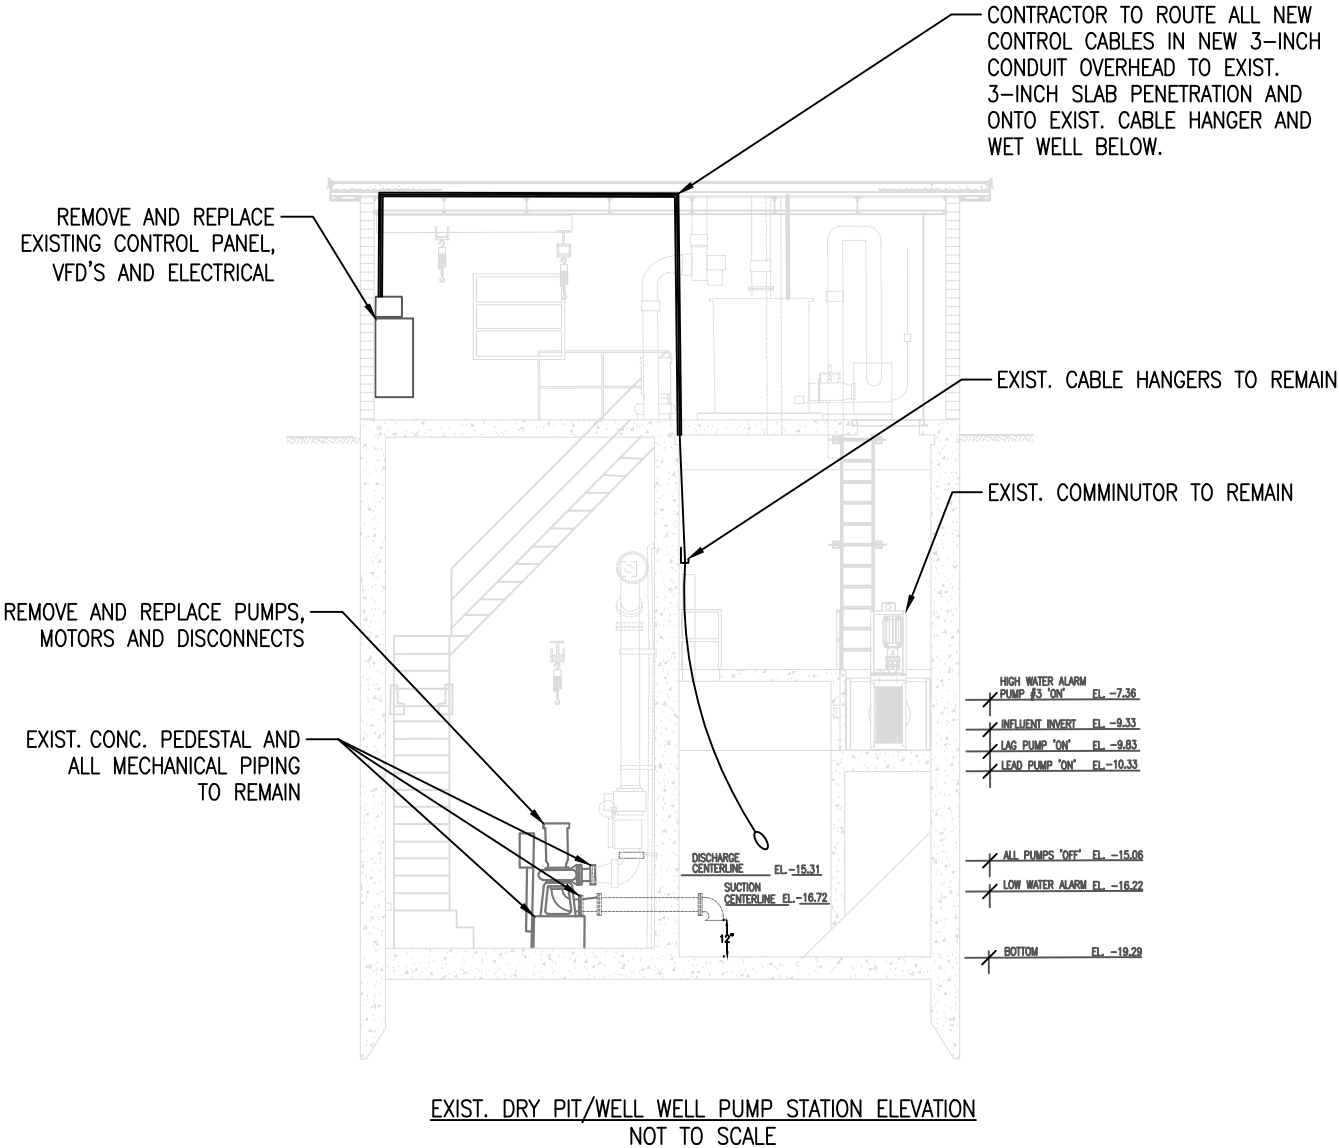 CONTRACTOR TO ROUTE ALL NEW
CONTROL CABLES IN NEW 3-INCH
CONDUIT OVERHEAD TO EXIST.
3-INCH SLAB PENETRATION AND
ONTO EXIST. CABLE HANGER AND
WET WELL BELOW.
REMOVE AND REPLACE
EXISTING CONTROL PANEL,
VFD'S AND ELECTRICAL
EXIST. CABLE HANGERS TO REMAIN
EXIST. COMMINUTOR TO REMAIN
REMOVE AND REPLACE PUMPS,
MOTORS AND DISCONNECTS
EXIST. CONC. PEDESTAL AND
ALL MECHANICAL PIPING
TO REMAIN
HIGH WATER ALARM
PUMP #3 'ON' EL. -7.36
INFLUENT INVERT EL. -9.33
LAG PUMP 'ON' EL. -9.83
LEAD PUMP 'ON' EL.-10.33
ALL PUMPS 'OFF' EL. -15.06
LOW WATER ALARM EL. -16.22
BOTTOM EL. -19.29
DISCHARGE
CENTERLINE EL.-15.31
SUCTION
CENTERLINE EL.-16.72
12"
EXIST. DRY PIT/WELL WELL PUMP STATION ELEVATION
NOT TO SCALE